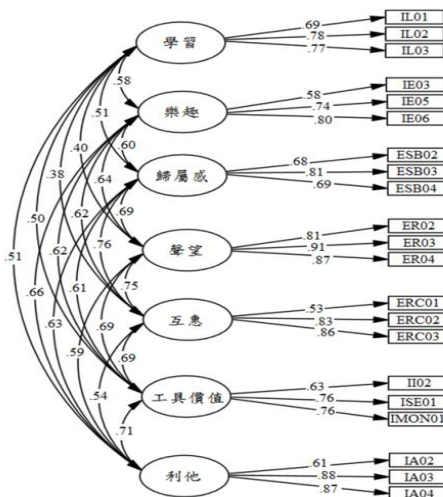 .69 IL01
.78 IL02
學習 .77 IL03
.58
.58 IE03
.51 樂趣 .74 IE05
.80 IE06
.40 .60
.68 ESB02
.38 .64 歸屬感 .81 ESB03
.69 ESB04
.50 .62 .69
.81 ER02
.51 .62 .76 聲望 .91 ER03
.87 ER04
.66 .61 .75
.53 ERC01
.63 .69 互惠 .83 ERC02
.86 ERC03
.59 .69
.63 II02
.54 工具價值 .76 ISE01
.76 IMON01
.71
.61 IA02
利他 .88 IA03
.87 IA04